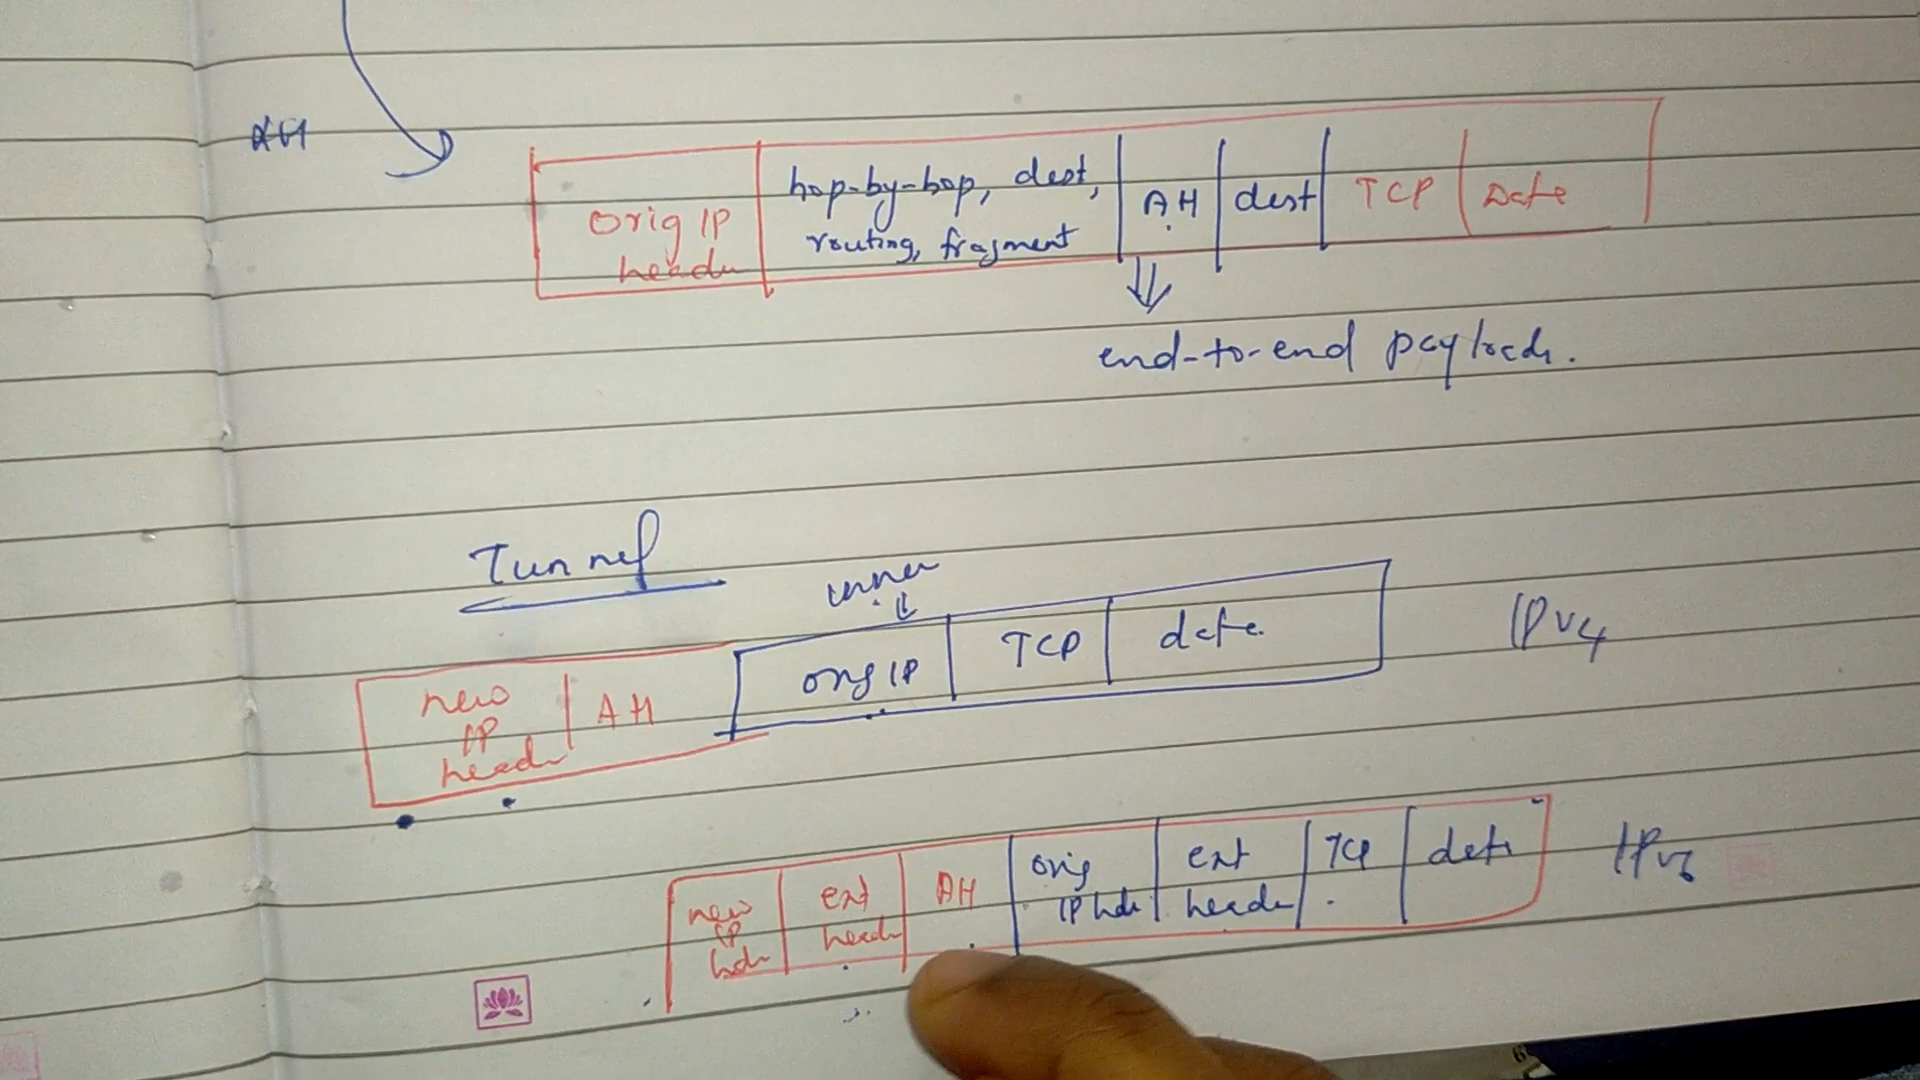 hop-by-hop, dest,
Orig IP
header
routing, fragment
AH
dest
TCP
Data
end-to-end payload.
Tunnel
inner
new
IP
header
AH
orig IP
TCP
data
IPv4
new
IP
hdr
ext
header
AH
orig
IP hdr
ext
header
TCP
data
IPv6